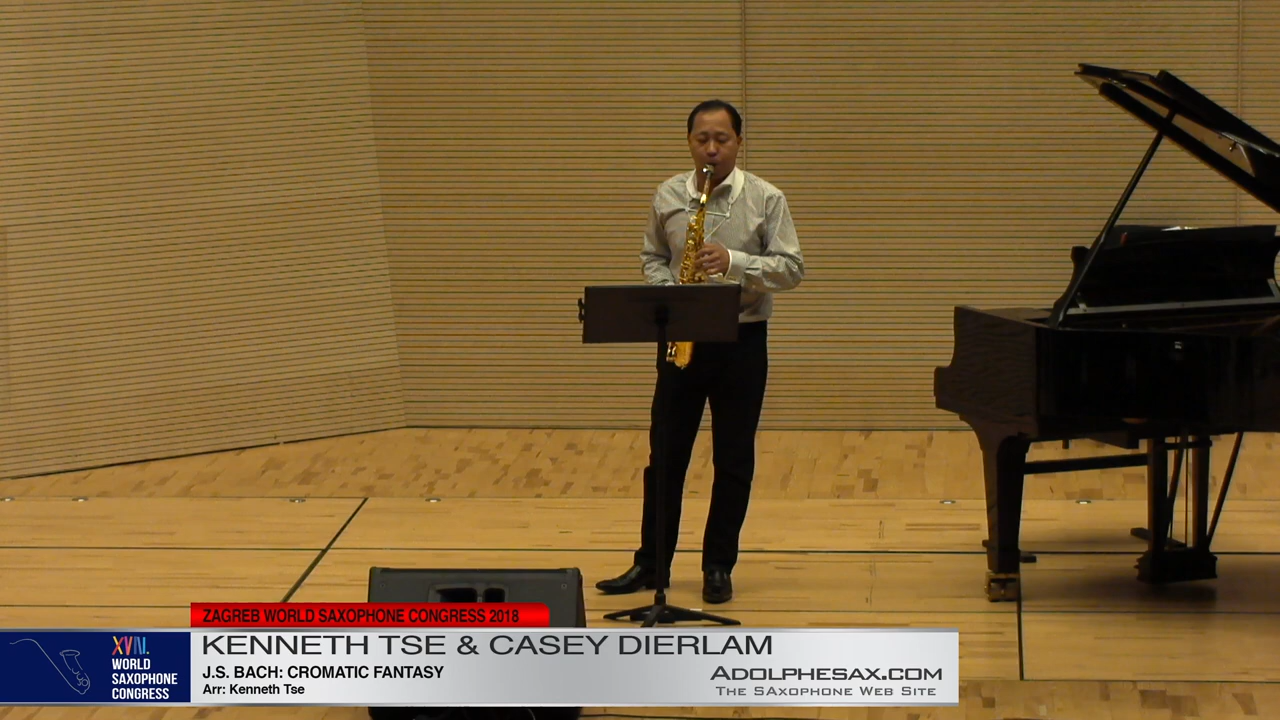 ZAGREB WORLD SAXOPHONE CONGRESS 2018
XVIII.
WORLD
SAXOPHONE
CONGRESS
KENNETH TSE & CASEY DIERLAM
J.S. BACH: CROMATIC FANTASY
Arr: Kenneth Tse
ADOLPHESAX.COM
THE SAXOPHONE WEB SITE